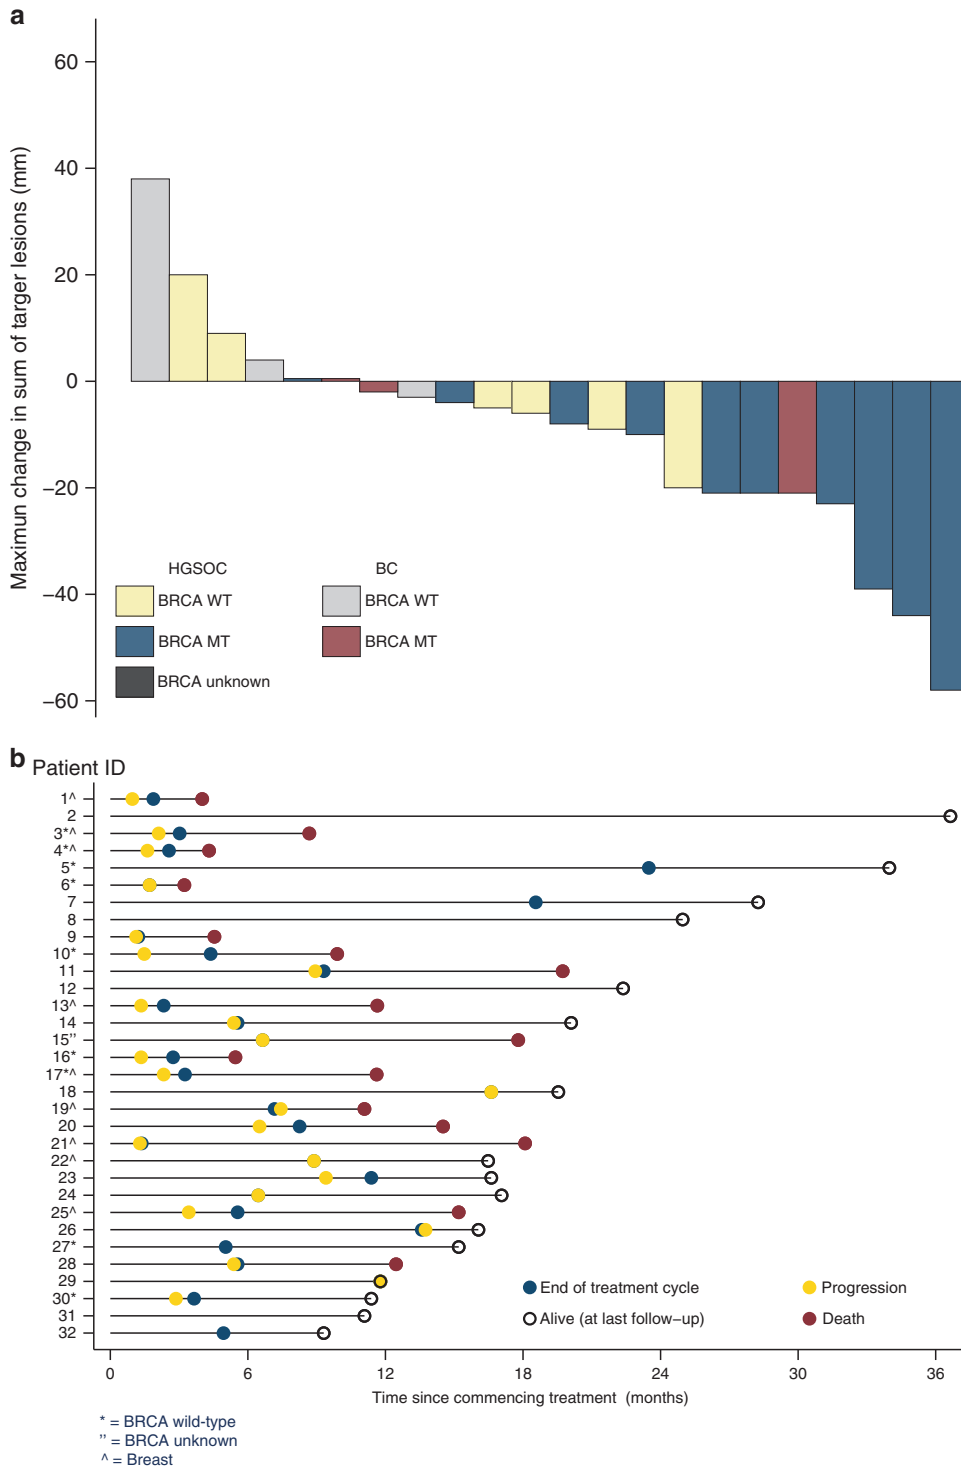 a
Maximun change in sum of targer lesions (mm)
60
40
20
0
−20
−40
−60
HGSOC BC
BRCA WT BRCA WT
BRCA MT BRCA MT
BRCA unknown
b Patient ID
1^
2
3*^
4*^
5*
6*
7
8
9
10*
11
12
13^
14
15"
16*
17*^
18
19^
20
21^
22^
23
24
25^
26
27*
28
29
30*
31
32
End of treatment cycle Progression
Alive (at last follow−up) Death
0 6 12 18 24 30 36
Time since commencing treatment (months)
* = BRCA wild-type
" = BRCA unknown
^ = Breast